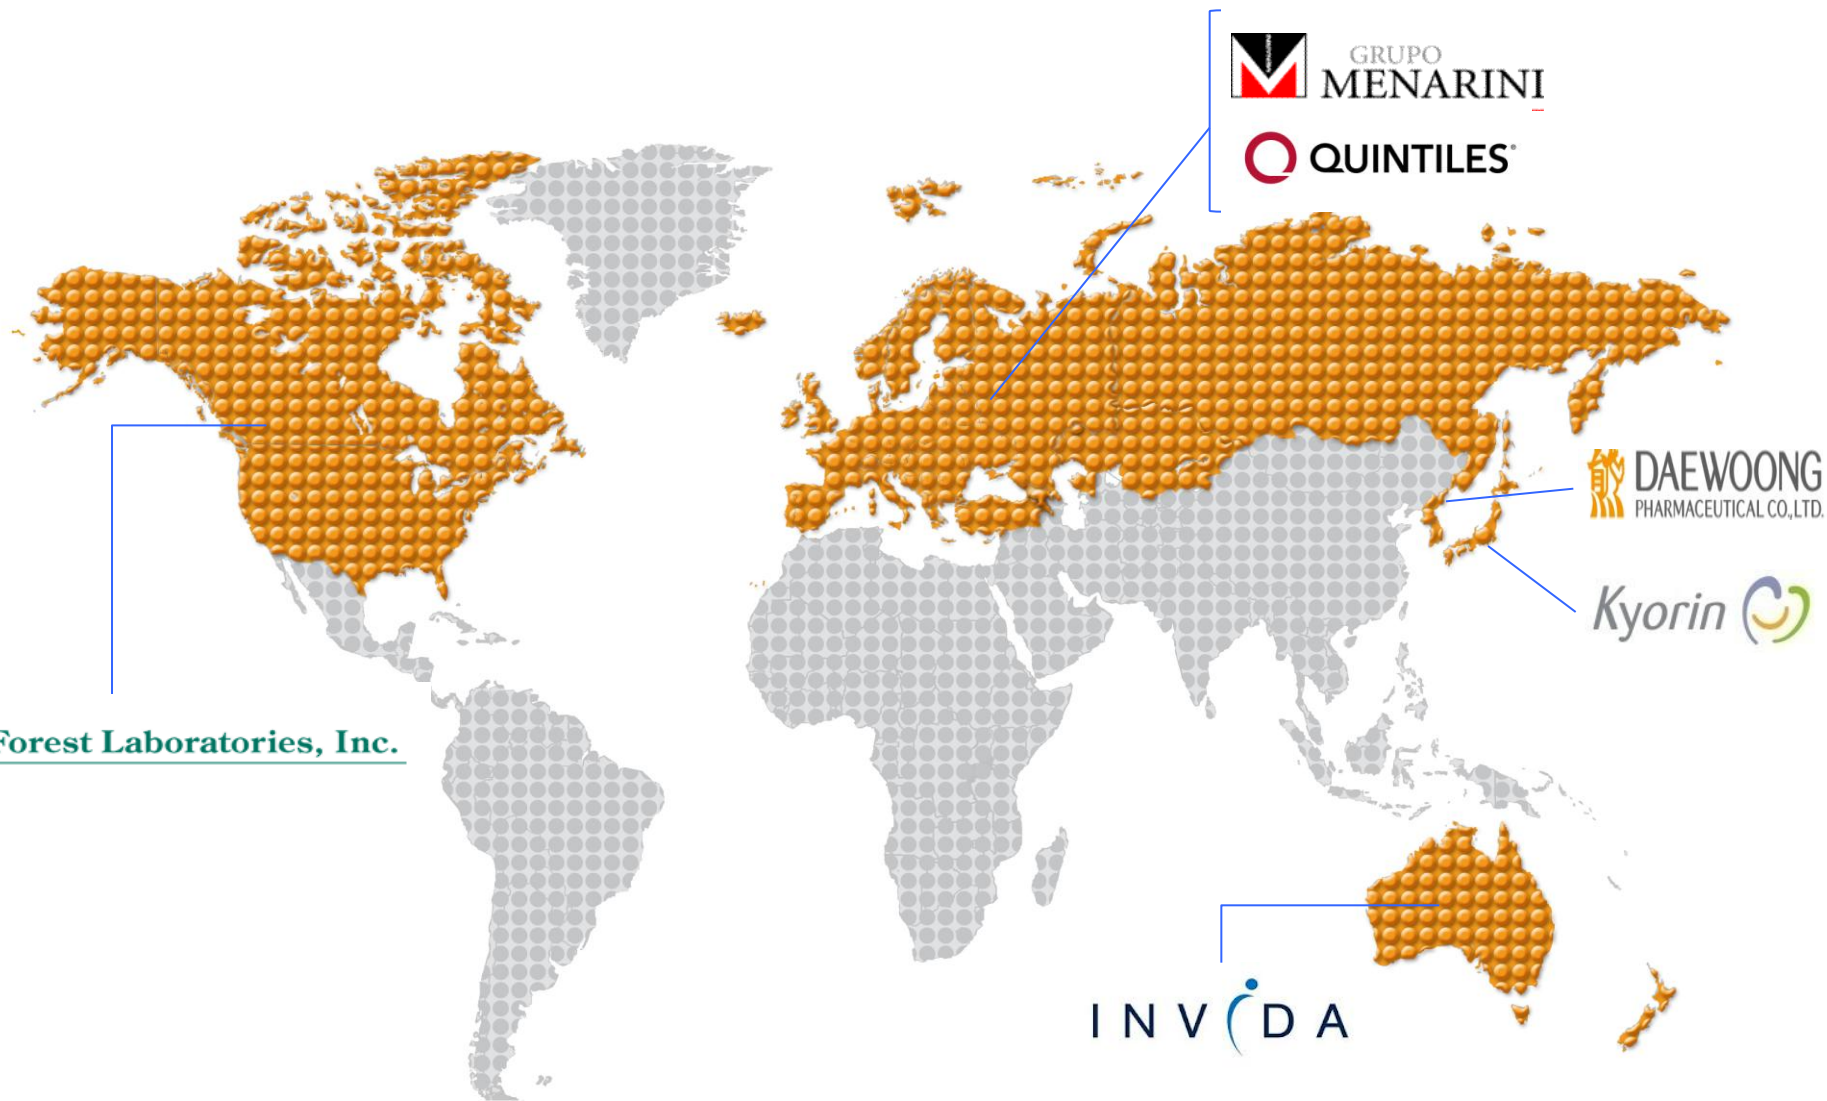 GRUPO
MENARINI
QUINTILES®
DAEWOONG
PHARMACEUTICAL CO.,LTD.
Kyorin
Forest Laboratories, Inc.
INVIDA